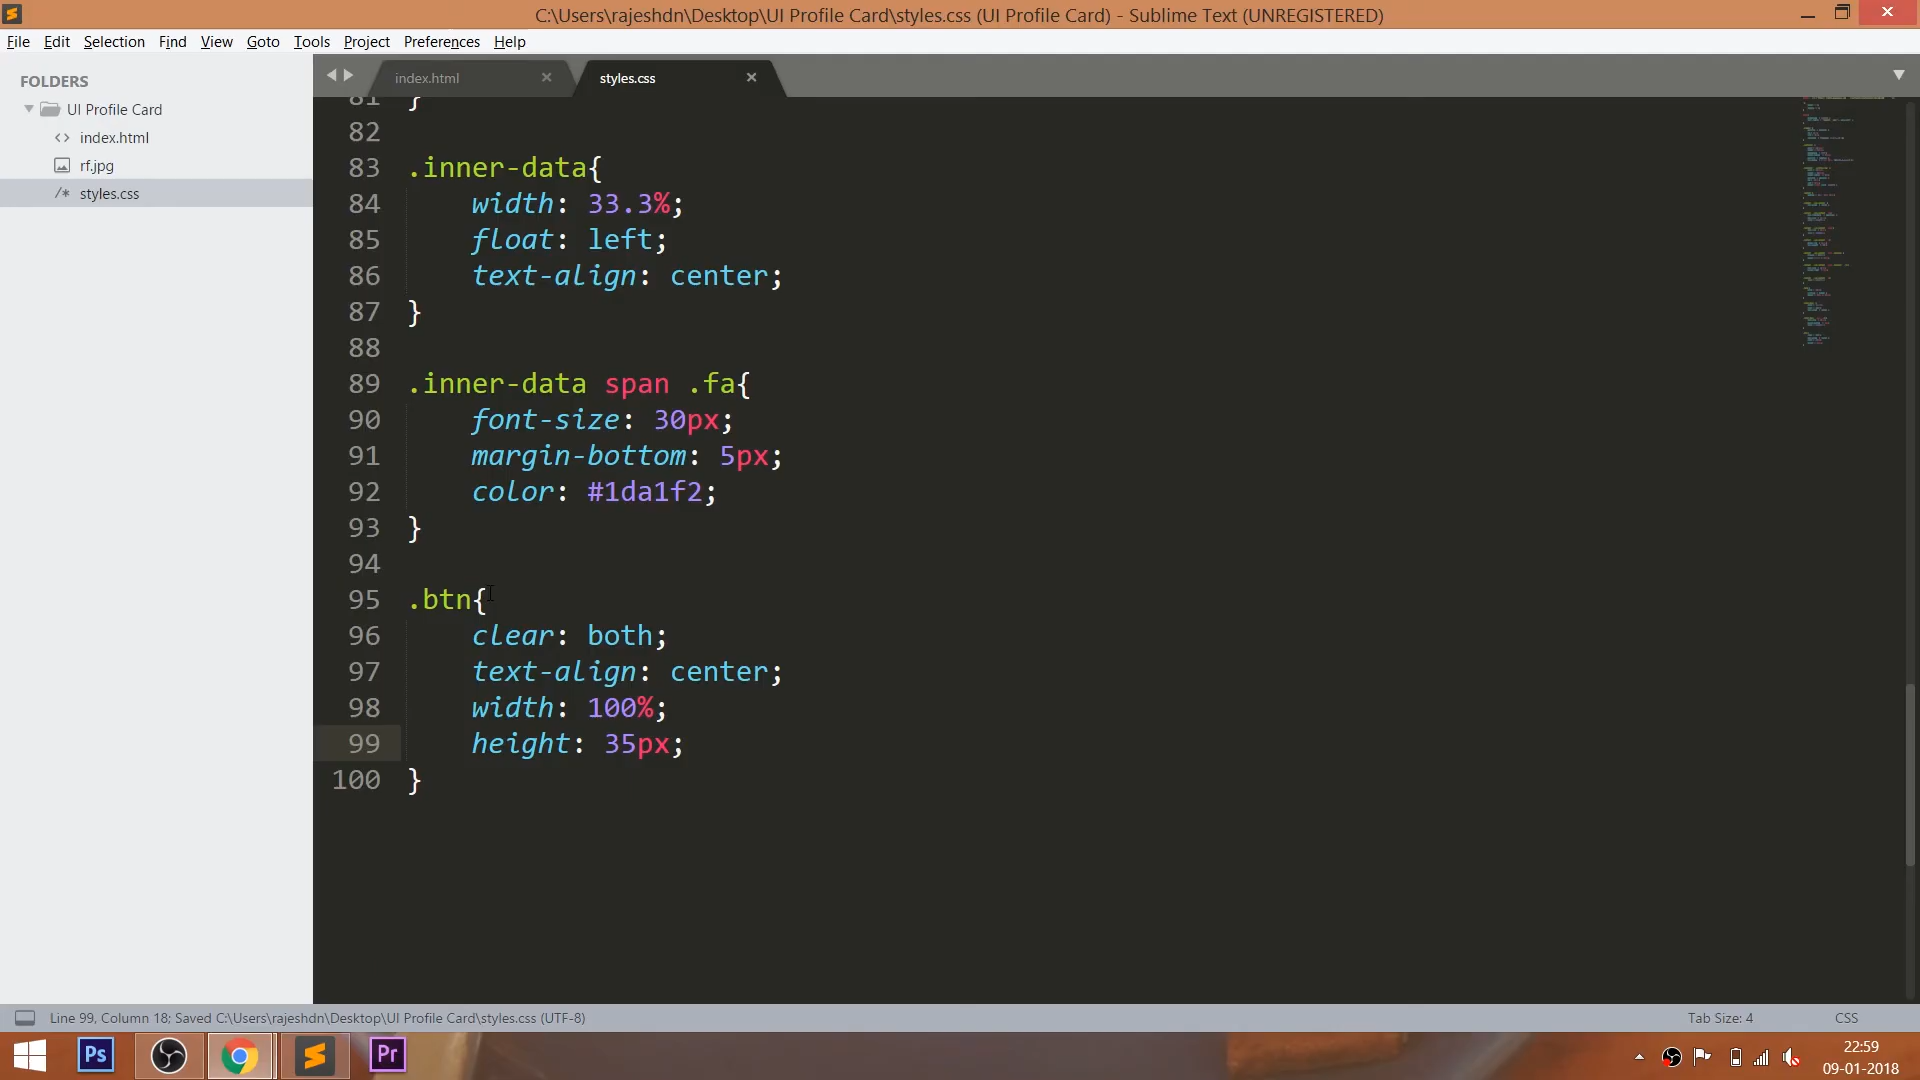 C:\Users\rajeshdn\Desktop\UI Profile Card\styles.css (UI Profile Card) - Sublime Text (UNREGISTERED)
File Edit Selection Find View Goto Tools Project Preferences Help
FOLDERS
UI Profile Card
<> index.html
rf.jpg
/* styles.css
index.html × styles.css ×
81 }
82
83 .inner-data{
84 width: 33.3%;
85 float: left;
86 text-align: center;
87 }
88
89 .inner-data span .fa{
90 font-size: 30px;
91 margin-bottom: 5px;
92 color: #1da1f2;
93 }
94
95 .btn{
96 clear: both;
97 text-align: center;
98 width: 100%;
99 height: 35px;
100 }
Line 99, Column 18; Saved C:\Users\rajeshdn\Desktop\UI Profile Card\styles.css (UTF-8) Tab Size: 4 CSS
Ps Pr
22:59
09-01-2018